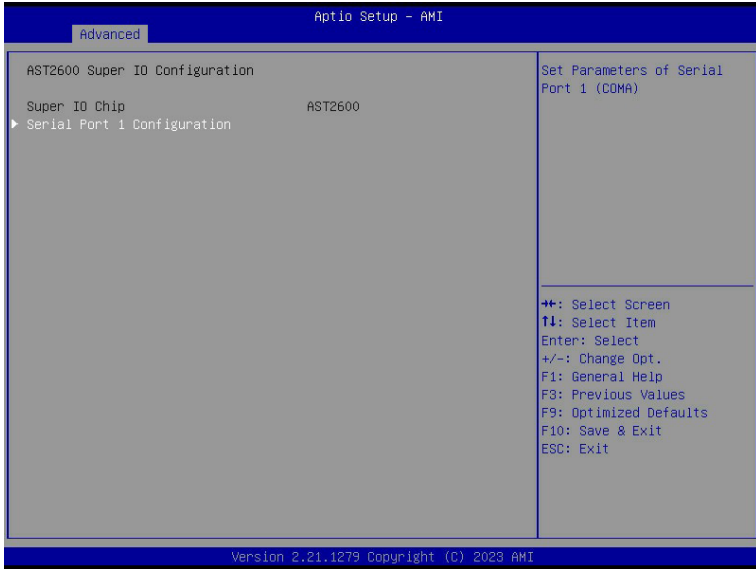 Aptio Setup – AMI
Advanced
AST2600 Super IO Configuration
Super IO Chip AST2600
▶ Serial Port 1 Configuration
Set Parameters of Serial
Port 1 (COMA)
→←: Select Screen
↑↓: Select Item
Enter: Select
+/-: Change Opt.
F1: General Help
F3: Previous Values
F9: Optimized Defaults
F10: Save & Exit
ESC: Exit
Version 2.21.1279 Copyright (C) 2023 AMI